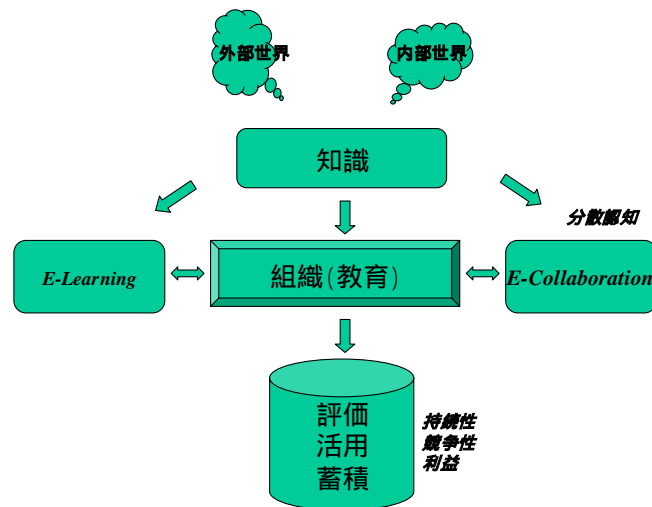 外部世界
内部世界
知識
分散認知
E-Learning
組織(教育)
E-Collaboration
評価
活用
蓄積
持続性
競争性
利益